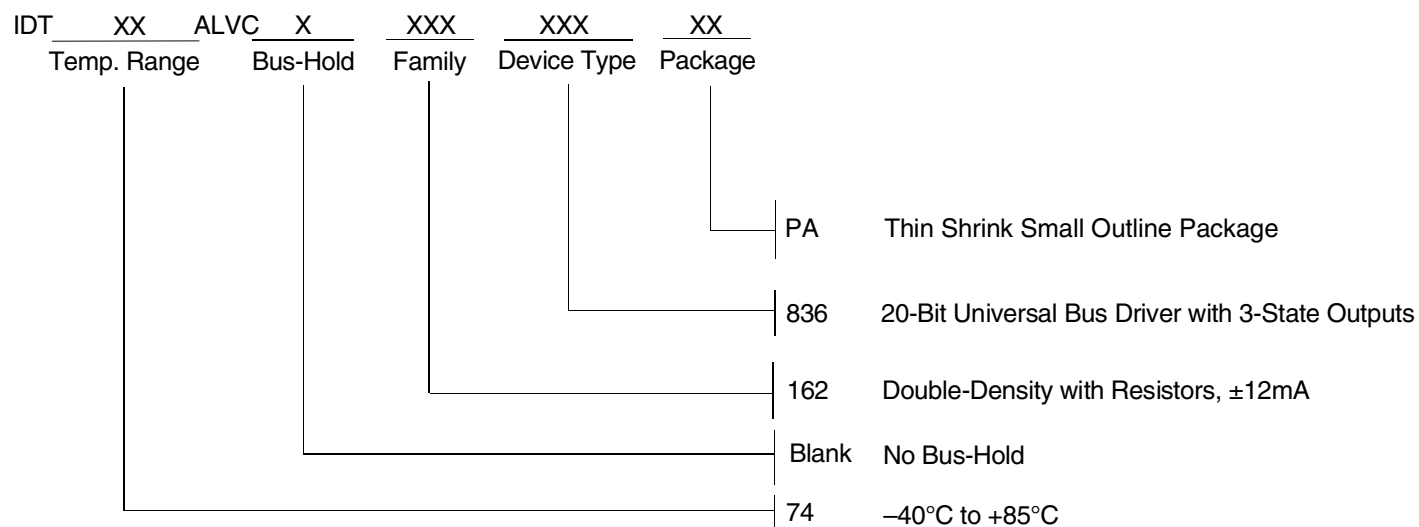 IDT XX ALVC X XXX XXX XX
Temp. Range Bus-Hold Family Device Type Package
PA Thin Shrink Small Outline Package
836 20-Bit Universal Bus Driver with 3-State Outputs
162 Double-Density with Resistors, ±12mA
Blank No Bus-Hold
74 –40°C to +85°C